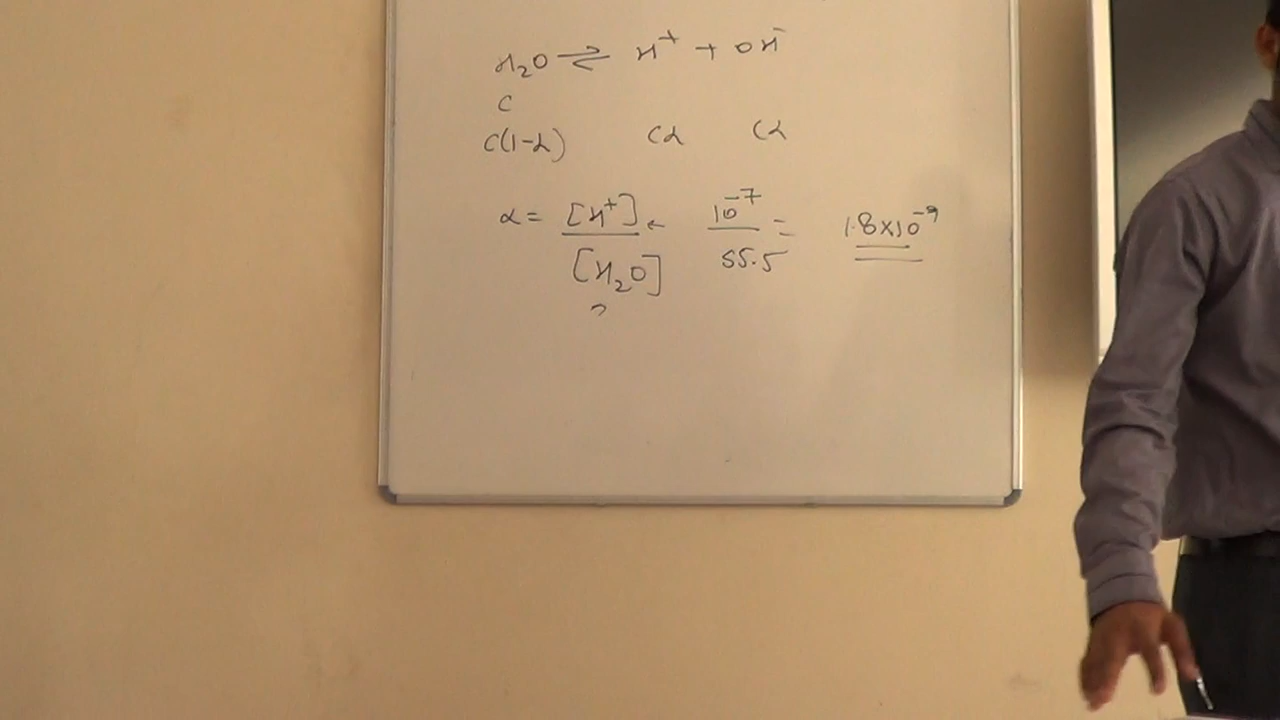 H₂O ⇌ H⁺ + OH⁻
C
C(1-α) Cα Cα
α = [H⁺] / [H₂O] 10⁻⁷ / 55.5 = 1.8×10⁻⁹